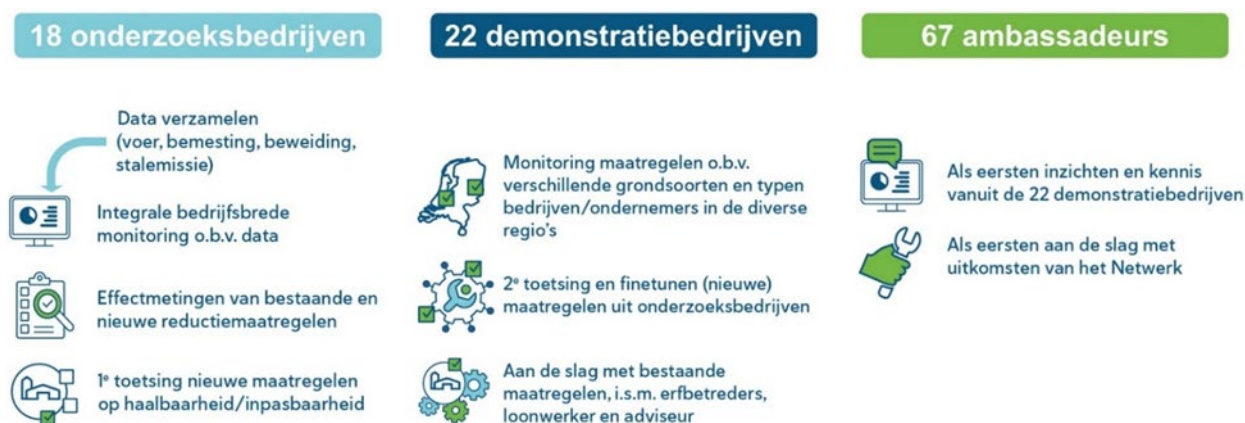 18 onderzoeksbedrijven
Data verzamelen
(voer, bemesting, beweiding,
stalemissie)
Integrale bedrijfsbrede
monitoring o.b.v. data
Effectmetingen van bestaande en
nieuwe reductiemaatregelen
1e toetsing nieuwe maatregelen
op haalbaarheid/inpasbaarheid
22 demonstratiebedrijven
Monitoring maatregelen o.b.v.
verschillende grondsoorten en typen
bedrijven/ondernemers in de diverse
regio's
2e toetsing en finetunen (nieuwe)
maatregelen uit onderzoeksbedrijven
Aan de slag met bestaande
maatregelen, i.s.m. erfbetreders,
loonwerker en adviseur
67 ambassadeurs
Als eersten inzichten en kennis
vanuit de 22 demonstratiebedrijven
Als eersten aan de slag met
uitkomsten van het Netwerk